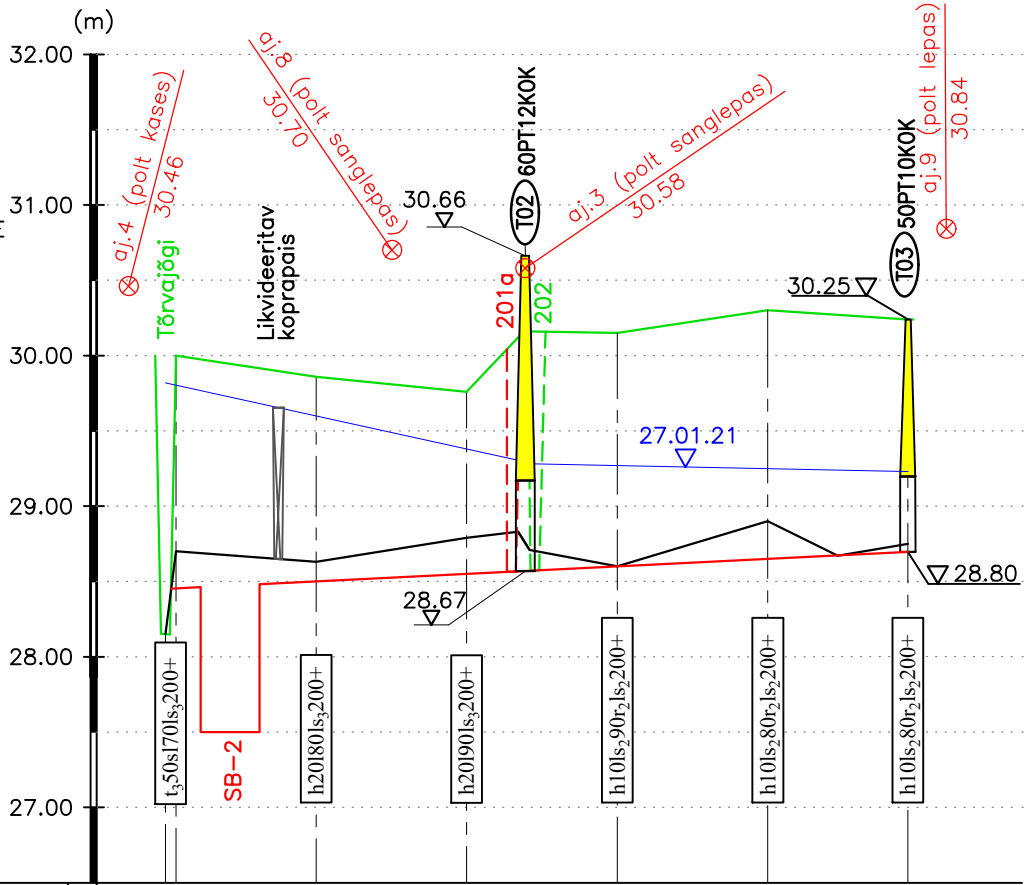 (m)
32.00
31.00
30.00
29.00
28.00
27.00
aj.4 (polt kases)
30.46
Tõrvajõgi
Likvideeritav
koprapais
aj.8 (polt sanglepas)
30.70
30.66
T02 60PT12KOK
aj.3 (polt sanglepas)
30.58
201a
202
27.01.21
aj.9 (polt lepas)
30.84
T03 50PT10KOK
30.25
28.67
28.80
SB-2
t₃50sl70ls₃200+
h20l80ls₃200+
h20l90ls₃200+
h10ls₂90r₂ls₂200+
h10ls₂80r₂ls₂200+
h10ls₂80r₂ls₂200+